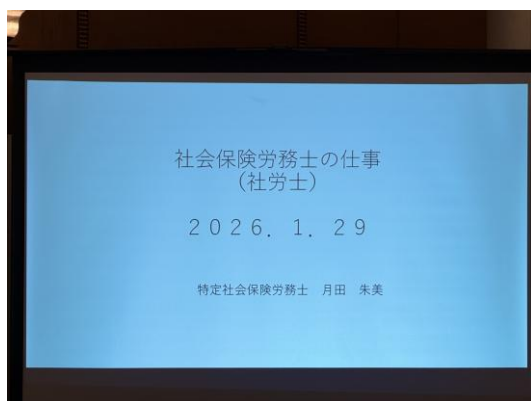 社会保険労務士の仕事
（社労士）
２０２６．１．２９
特定社会保険労務士　月田　朱美